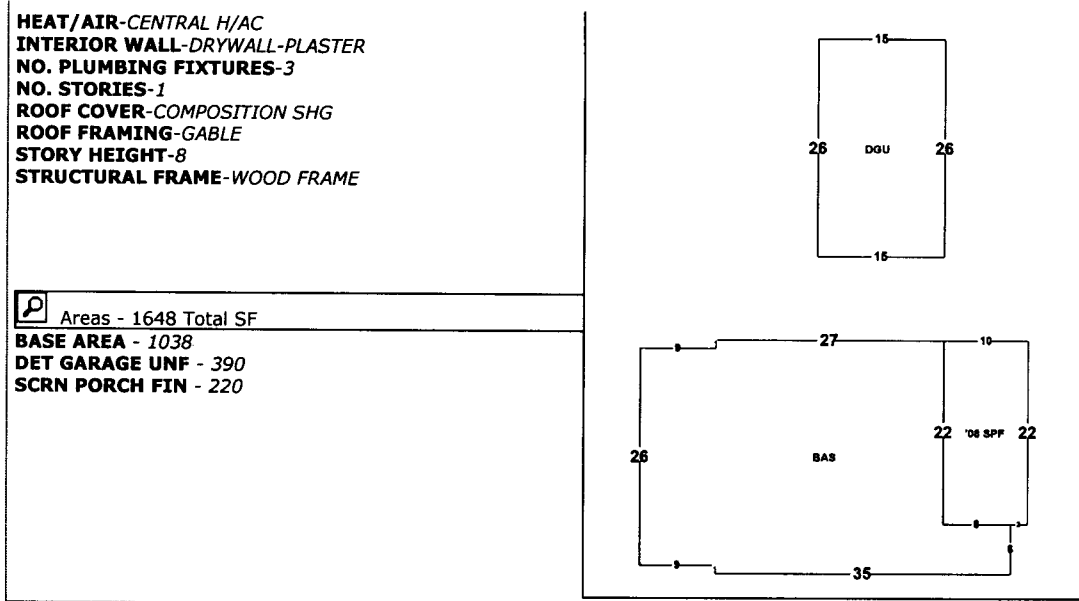 HEAT/AIR-CENTRAL H/AC
INTERIOR WALL-DRYWALL-PLASTER
NO. PLUMBING FIXTURES-3
NO. STORIES-1
ROOF COVER-COMPOSITION SHG
ROOF FRAMING-GABLE
STORY HEIGHT-8
STRUCTURAL FRAME-WOOD FRAME
Areas - 1648 Total SF
BASE AREA - 1038
DET GARAGE UNF - 390
SCRN PORCH FIN - 220
15
26 DGU 26
15
9 27 10
22 '06 SPF 22
26 BAS
8
9 35